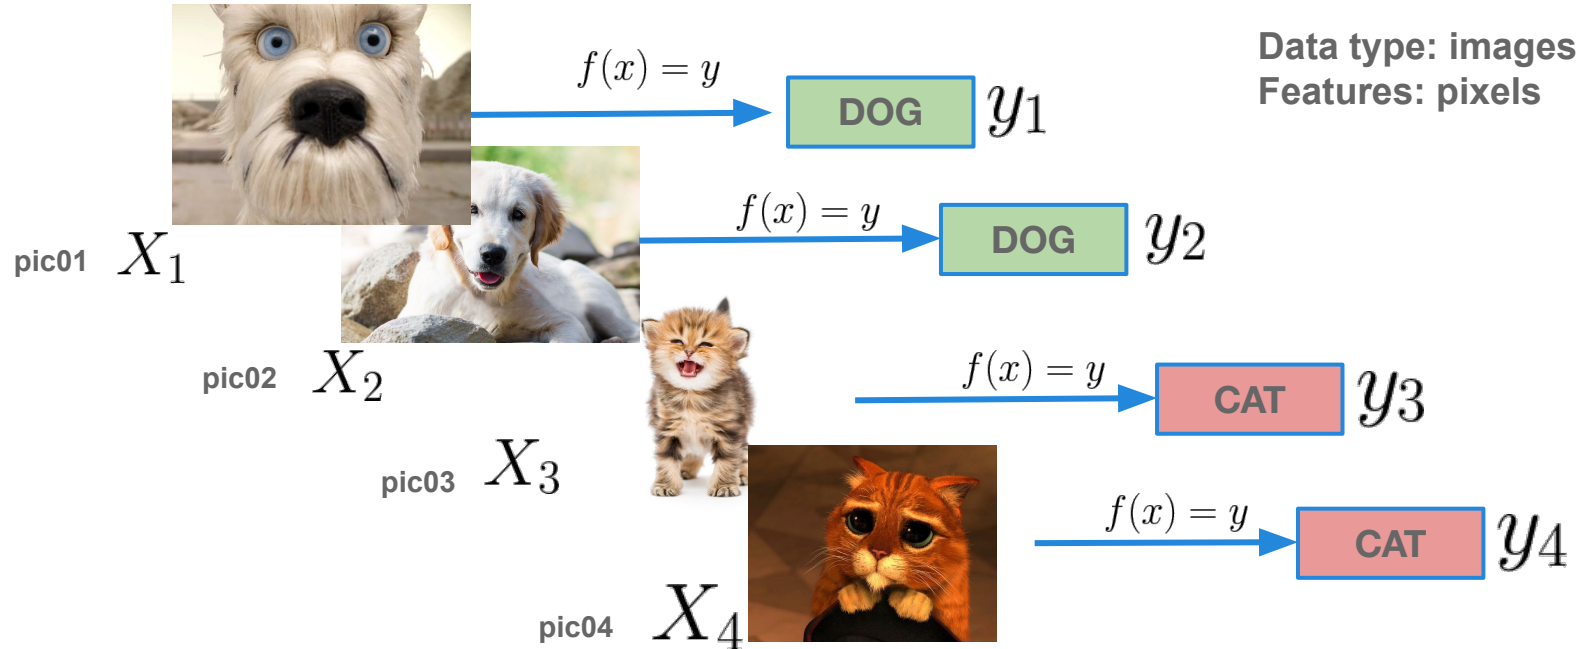 Data type: images
Features: pixels
f(x) = y
DOG
y₁
f(x) = y
DOG
y₂
pic01 X₁
pic02 X₂
f(x) = y
CAT
y₃
pic03 X₃
f(x) = y
CAT
y₄
pic04 X₄